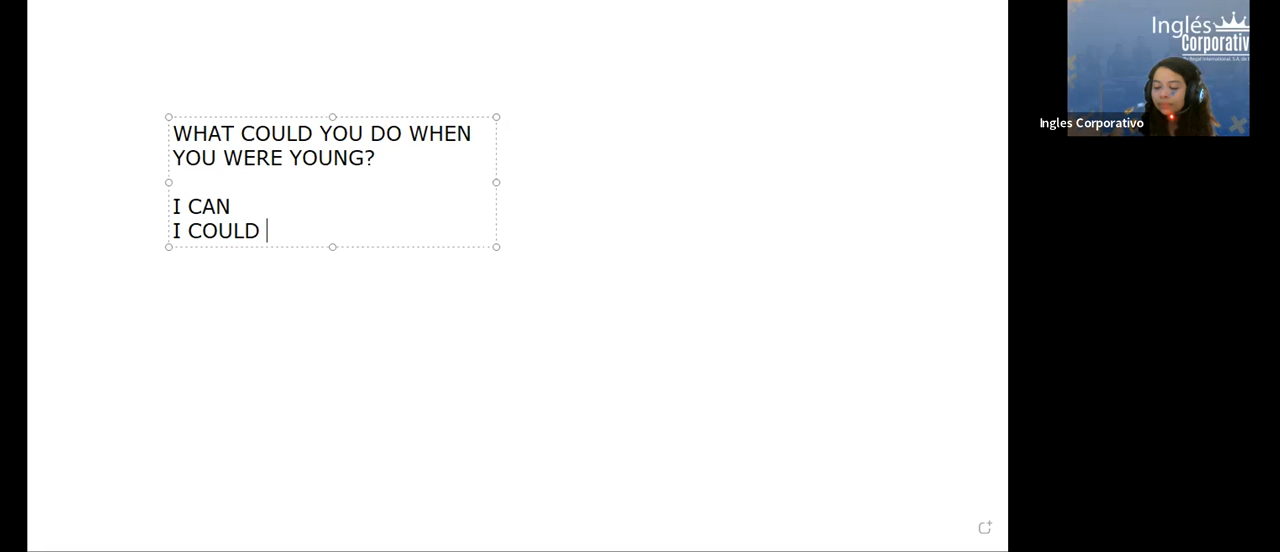 WHAT COULD YOU DO WHEN
YOU WERE YOUNG?
I CAN
I COULD
Inglés
Corporativ
Ingles Corporativo